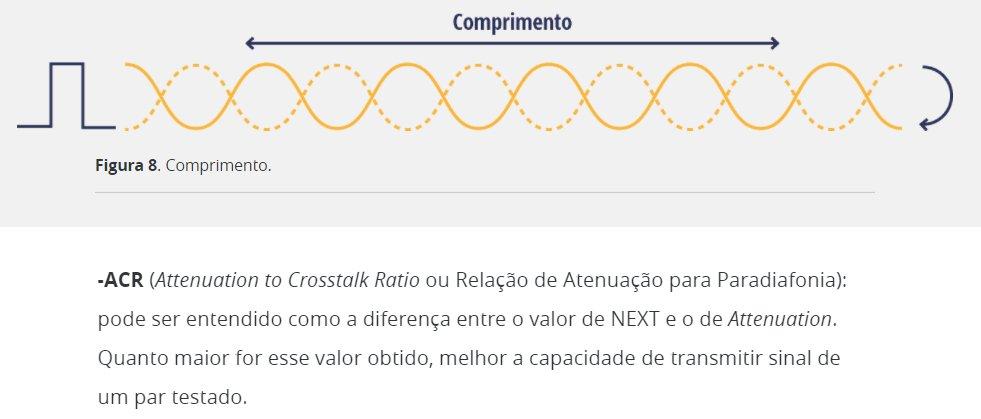 Comprimento
Figura 8. Comprimento.
-ACR (Attenuation to Crosstalk Ratio ou Relação de Atenuação para Paradiafonia):
pode ser entendido como a diferença entre o valor de NEXT e o de Attenuation.
Quanto maior for esse valor obtido, melhor a capacidade de transmitir sinal de
um par testado.